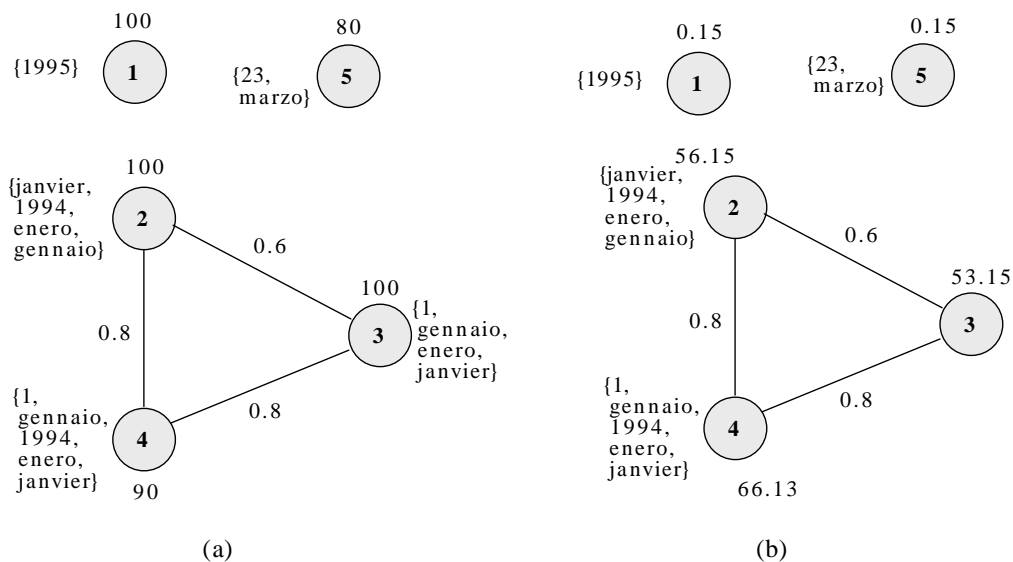 100
{1995}
1
80
{23,
marzo}
5
100
{janvier,
1994,
enero,
gennaio}
2
0.6
100
3
{1,
gennaio,
enero,
janvier}
0.8
0.8
{1,
gennaio,
1994,
enero,
janvier}
4
90
(a)
0.15
{1995}
1
0.15
{23,
marzo}
5
56.15
{janvier,
1994,
enero,
gennaio}
2
0.6
53.15
3
0.8
0.8
{1,
gennaio,
1994,
enero,
janvier}
4
66.13
(b)